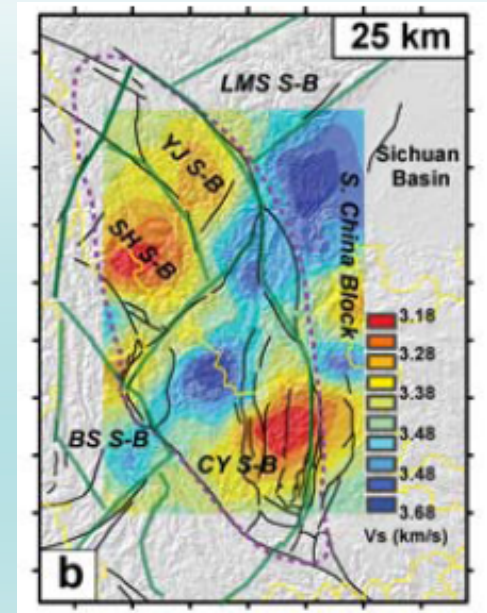 25 km
LMS S-B
YJ S-B
Sichuan
Basin
SH S-B
S. China Block
3.18
3.28
3.38
3.48
3.48
3.68
Vs (km/s)
BS S-B
CY S-B
b